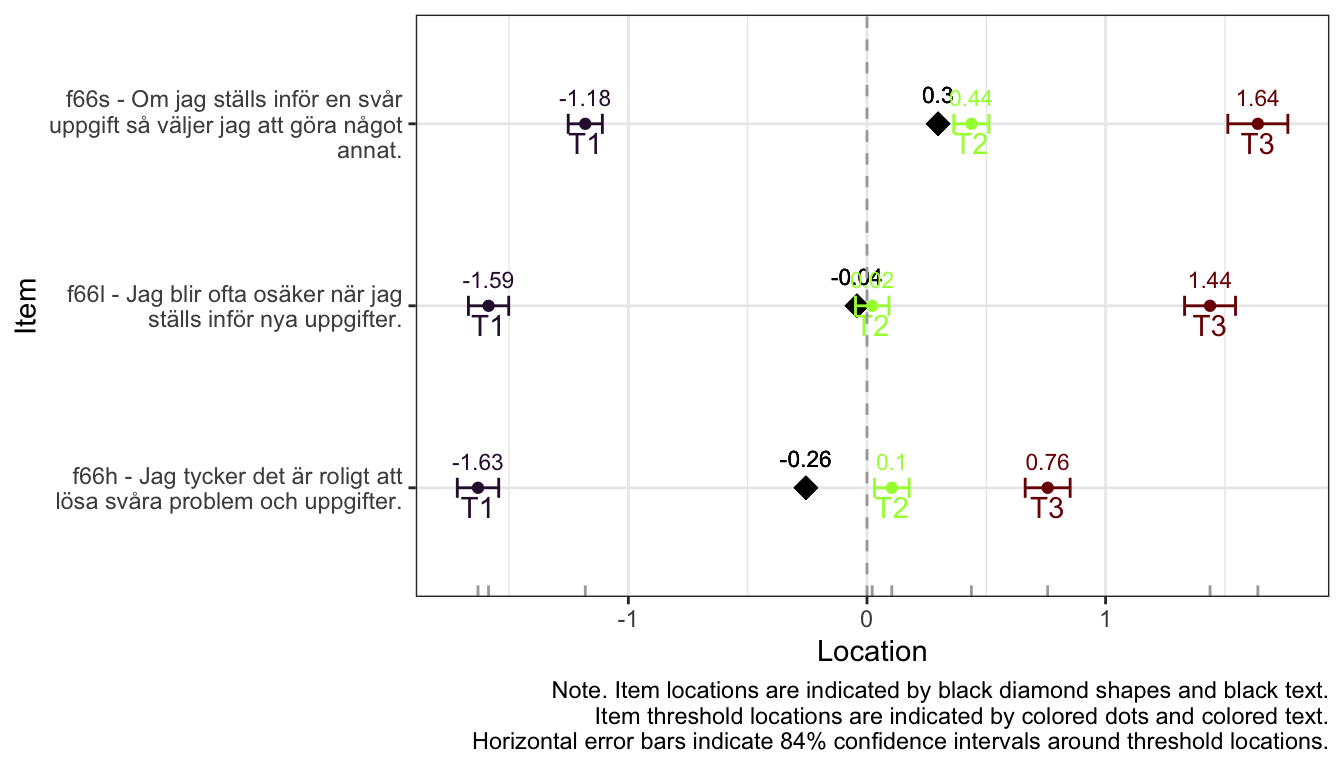 f66s - Om jag ställs inför en svår
uppgift så väljer jag att göra något
annat.
-1.18
T1
0.3
0.44
T2
1.64
T3
Item
f66l - Jag blir ofta osäker när jag
ställs inför nya uppgifter.
-1.59
T1
-0.04
0.02
T2
1.44
T3
f66h - Jag tycker det är roligt att
lösa svåra problem och uppgifter.
-1.63
T1
-0.26
0.1
T2
0.76
T3
-1
0
1
Location
Note. Item locations are indicated by black diamond shapes and black text.
Item threshold locations are indicated by colored dots and colored text.
Horizontal error bars indicate 84% confidence intervals around threshold locations.